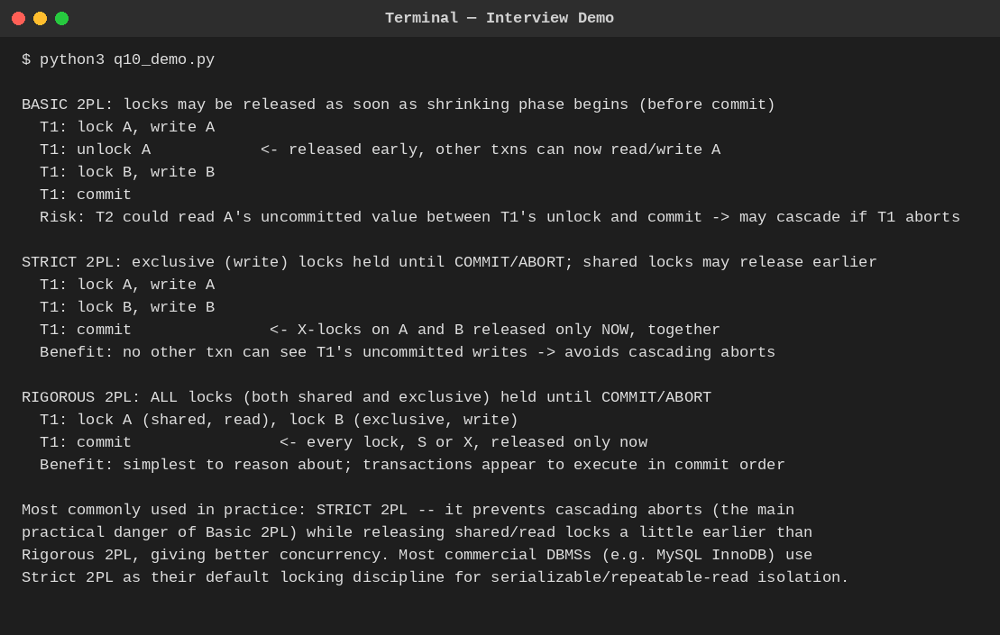 Terminal — Interview Demo
$ python3 q10_demo.py
BASIC 2PL: locks may be released as soon as shrinking phase begins (before commit)
  T1: lock A, write A
  T1: unlock A            <- released early, other txns can now read/write A
  T1: lock B, write B
  T1: commit
  Risk: T2 could read A's uncommitted value between T1's unlock and commit -> may cascade if T1 aborts
STRICT 2PL: exclusive (write) locks held until COMMIT/ABORT; shared locks may release earlier
  T1: lock A, write A
  T1: lock B, write B
  T1: commit               <- X-locks on A and B released only NOW, together
  Benefit: no other txn can see T1's uncommitted writes -> avoids cascading aborts
RIGOROUS 2PL: ALL locks (both shared and exclusive) held until COMMIT/ABORT
  T1: lock A (shared, read), lock B (exclusive, write)
  T1: commit                <- every lock, S or X, released only now
  Benefit: simplest to reason about; transactions appear to execute in commit order
Most commonly used in practice: STRICT 2PL -- it prevents cascading aborts (the main
practical danger of Basic 2PL) while releasing shared/read locks a little earlier than
Rigorous 2PL, giving better concurrency. Most commercial DBMSs (e.g. MySQL InnoDB) use
Strict 2PL as their default locking discipline for serializable/repeatable-read isolation.